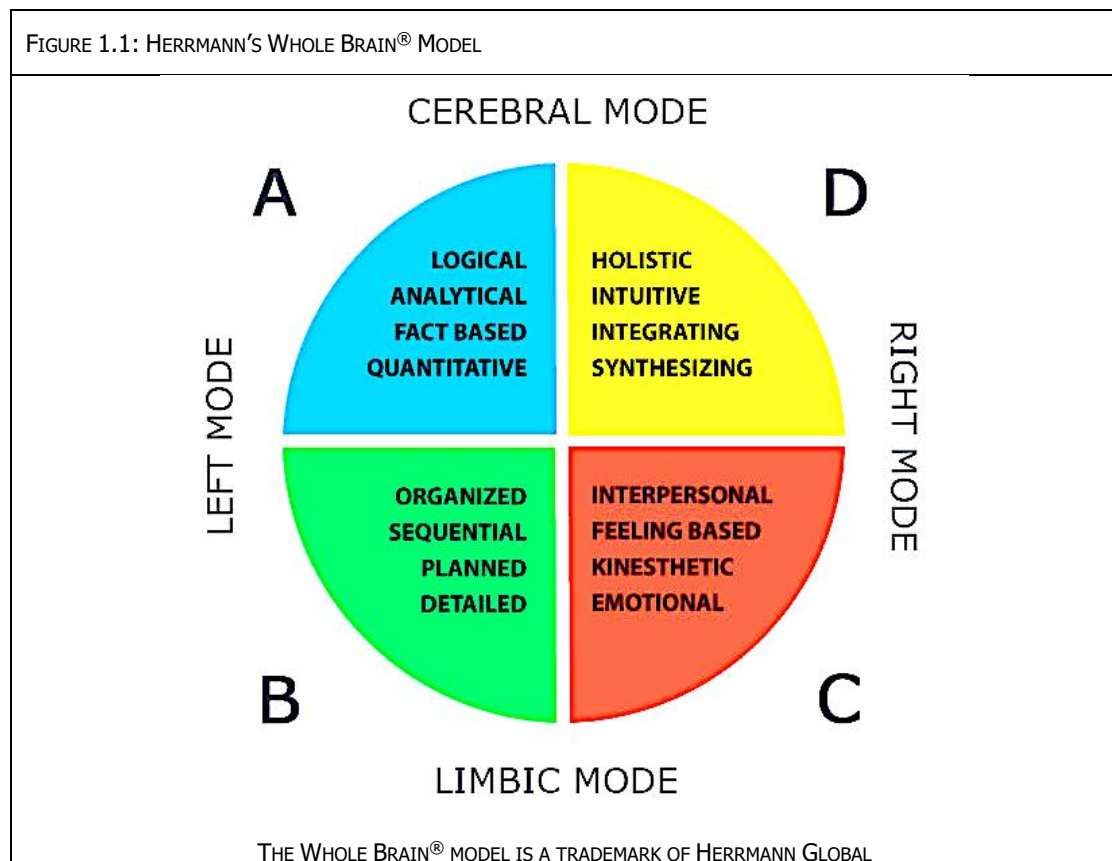 FIGURE 1.1: HERRMANN'S WHOLE BRAIN® MODEL
CEREBRAL MODE
A
D
LOGICAL
ANALYTICAL
FACT BASED
QUANTITATIVE
HOLISTIC
INTUITIVE
INTEGRATING
SYNTHESIZING
LEFT MODE
RIGHT MODE
ORGANIZED
SEQUENTIAL
PLANNED
DETAILED
INTERPERSONAL
FEELING BASED
KINESTHETIC
EMOTIONAL
B
C
LIMBIC MODE
THE WHOLE BRAIN® MODEL IS A TRADEMARK OF HERRMANN GLOBAL